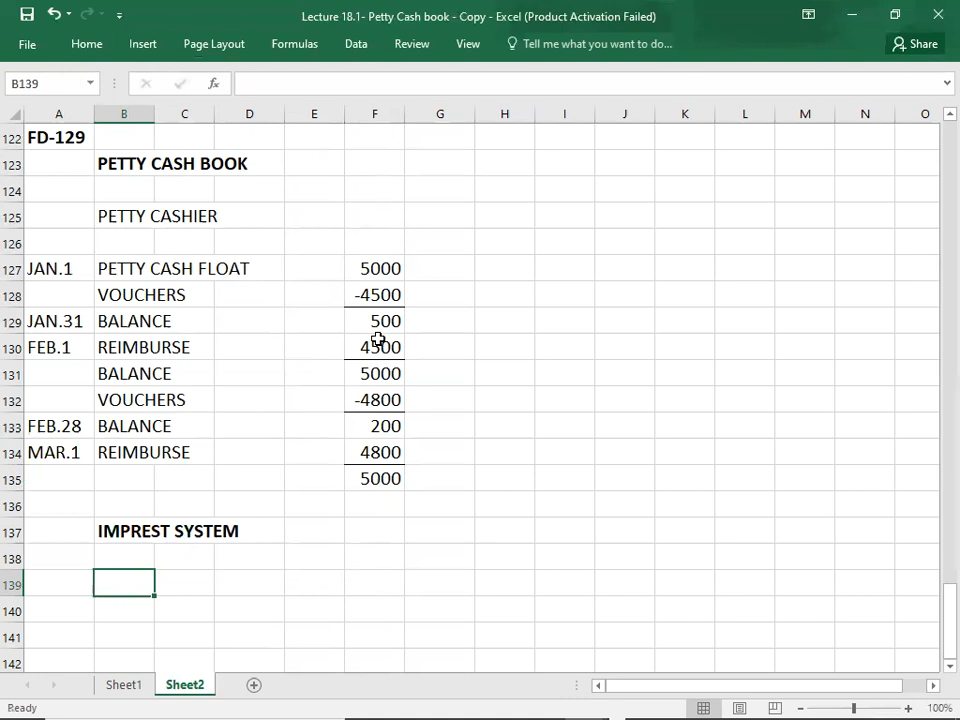 Lecture 18.1- Petty Cash book - Copy - Excel (Product Activation Failed)
File Home Insert Page Layout Formulas Data Review View Tell me what you want to do... Share
B139 fx
A B C D E F G H I J K L M N O
122 FD-129
123 PETTY CASH BOOK
124
125 PETTY CASHIER
126
127 JAN.1 PETTY CASH FLOAT 5000
128 VOUCHERS -4500
129 JAN.31 BALANCE 500
130 FEB.1 REIMBURSE 4500
131 BALANCE 5000
132 VOUCHERS -4800
133 FEB.28 BALANCE 200
134 MAR.1 REIMBURSE 4800
135 5000
136
137 IMPREST SYSTEM
138
139
140
141
142
Sheet1 Sheet2
Ready 100%